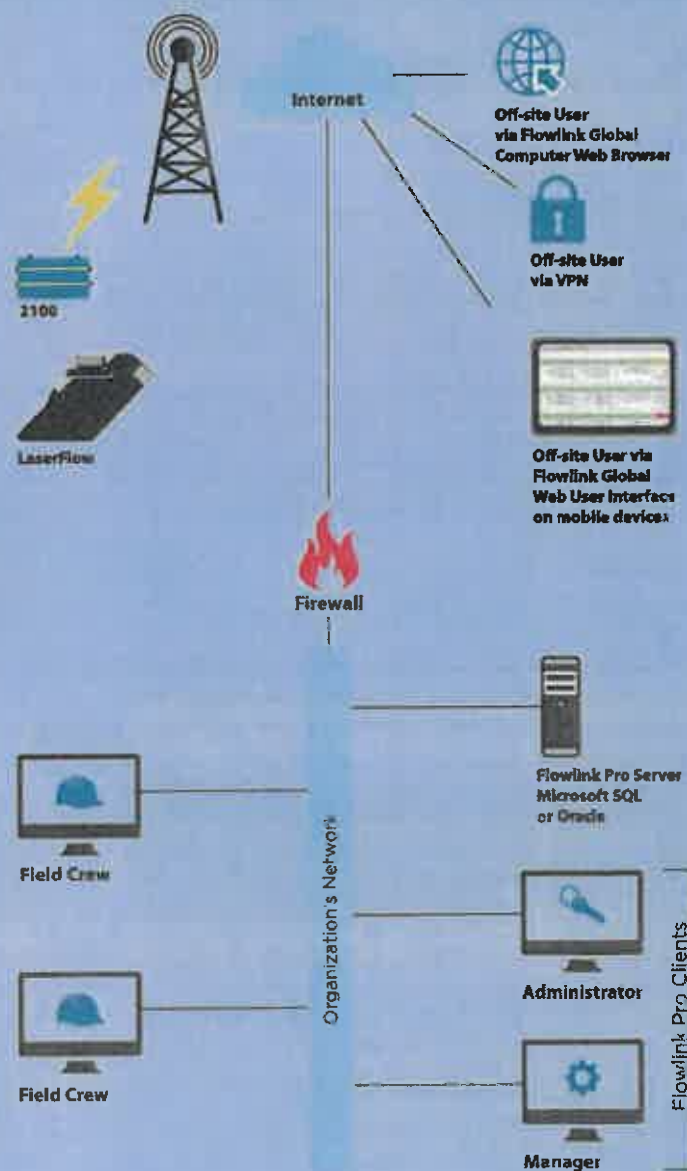 Internet
Off-site User
via Flowlink Global
Computer Web Browser
Off-site User
via VPN
2100
LaserFlow
Off-site User via
Flowlink Global
Web User Interface
on mobile devices
Firewall
Flowlink Pro Server
Microsoft SQL
or Oracle
Field Crew
Organization's Network
Administrator
Flowlink Pro Clients
Field Crew
Manager